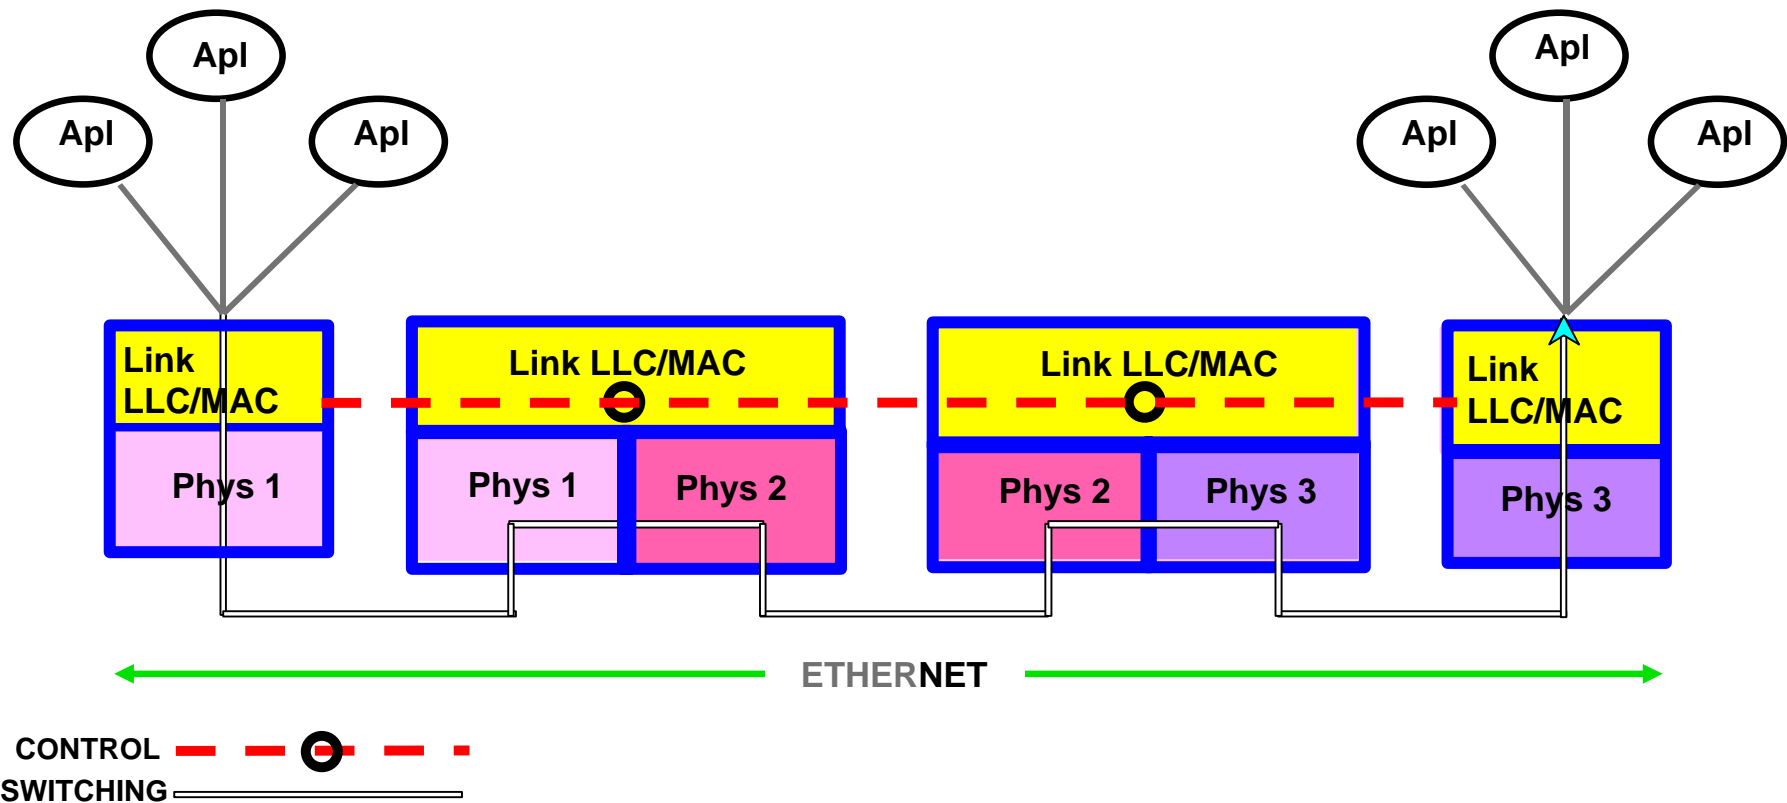 Apl
Apl
Apl
Apl
Apl
Apl
Link
LLC/MAC
Link LLC/MAC
Link LLC/MAC
Link
LLC/MAC
Phys 1
Phys 1
Phys 2
Phys 2
Phys 3
Phys 3
ETHERNET
CONTROL
SWITCHING